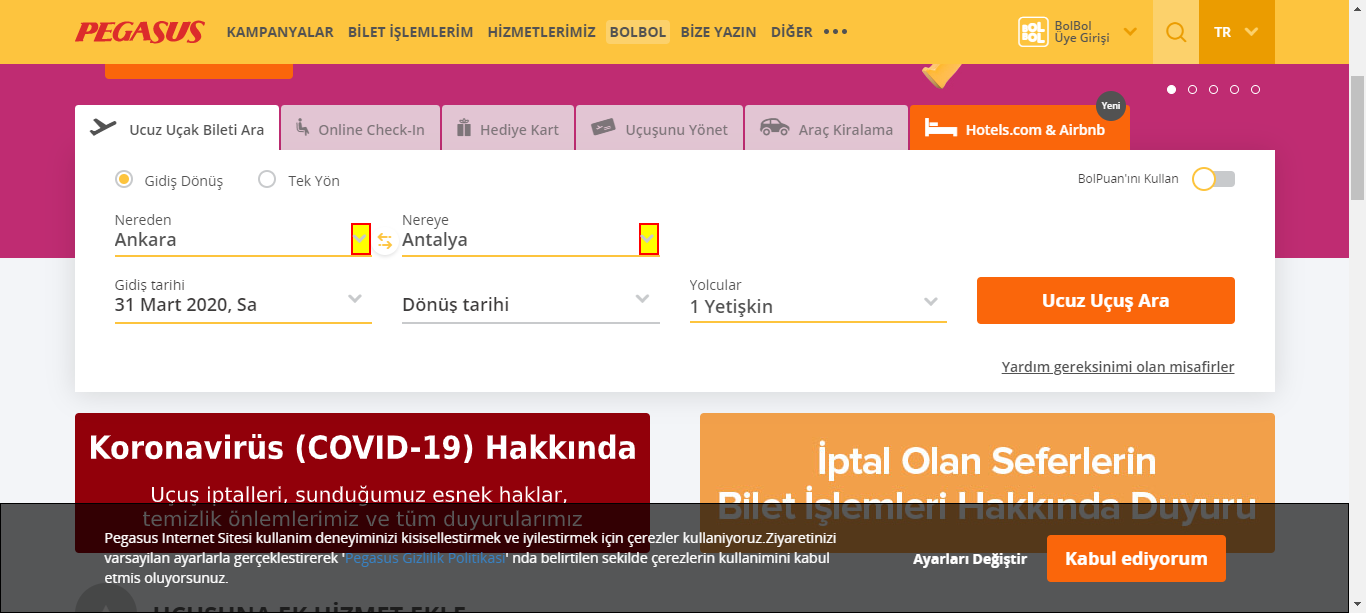 PEGASUS KAMPANYALAR BİLET İŞLEMLERİM HİZMETLERİMİZ BOLBOL BİZE YAZIN DİĞER ••• BOL BOL BolBol TR
Üye Girişi
Yeni
Ucuz Uçak Bileti Ara Online Check-In Hediye Kart Uçuşunu Yönet Araç Kiralama Hotels.com & Airbnb
Gidiş Dönüş Tek Yön BolPuan'ını Kullan
Nereden Nereye
Ankara Antalya
Gidiş tarihi Yolcular
31 Mart 2020, Sa Dönüş tarihi 1 Yetişkin Ucuz Uçuş Ara
Yardım gereksinimi olan misafirler
Koronavirüs (COVID-19) Hakkında
Uçuş iptalleri, sunduğumuz esnek haklar,
temizlik önlemlerimiz ve tüm duyurularımız
İptal Olan Seferlerin
Bilet İşlemleri Hakkında Duyuru
Pegasus Internet Sitesi kullanim deneyiminizi kisisellestirmek ve iyilestirmek için çerezler kullaniyoruz.Ziyaretinizi
varsayilan ayarlarla gerçeklestirerek 'Pegasus Gizlilik Politikasi' nda belirtilen sekilde çerezlerin kullanimini kabul
etmis oluyorsunuz.
Ayarları Değiştir Kabul ediyorum
UÇUŞUNA EK HİZMET EKLE